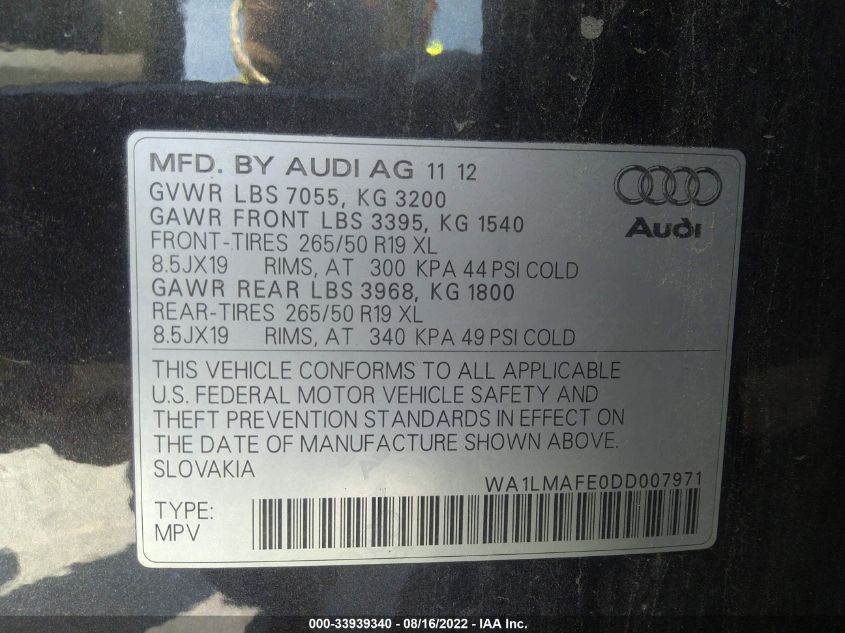 MFD. BY AUDI AG 11 12
GVWR LBS 7055, KG 3200
GAWR FRONT LBS 3395, KG 1540
FRONT-TIRES 265/50 R19 XL
8.5JX19 RIMS, AT 300 KPA 44 PSI COLD
GAWR REAR LBS 3968, KG 1800
REAR-TIRES 265/50 R19 XL
8.5JX19 RIMS, AT 340 KPA 49 PSI COLD
Audi
THIS VEHICLE CONFORMS TO ALL APPLICABLE
U.S. FEDERAL MOTOR VEHICLE SAFETY AND
THEFT PREVENTION STANDARDS IN EFFECT ON
THE DATE OF MANUFACTURE SHOWN ABOVE.
SLOVAKIA
WA1LMAFE0DD007971
TYPE:
MPV
000-33939340 - 08/16/2022 - IAA Inc.